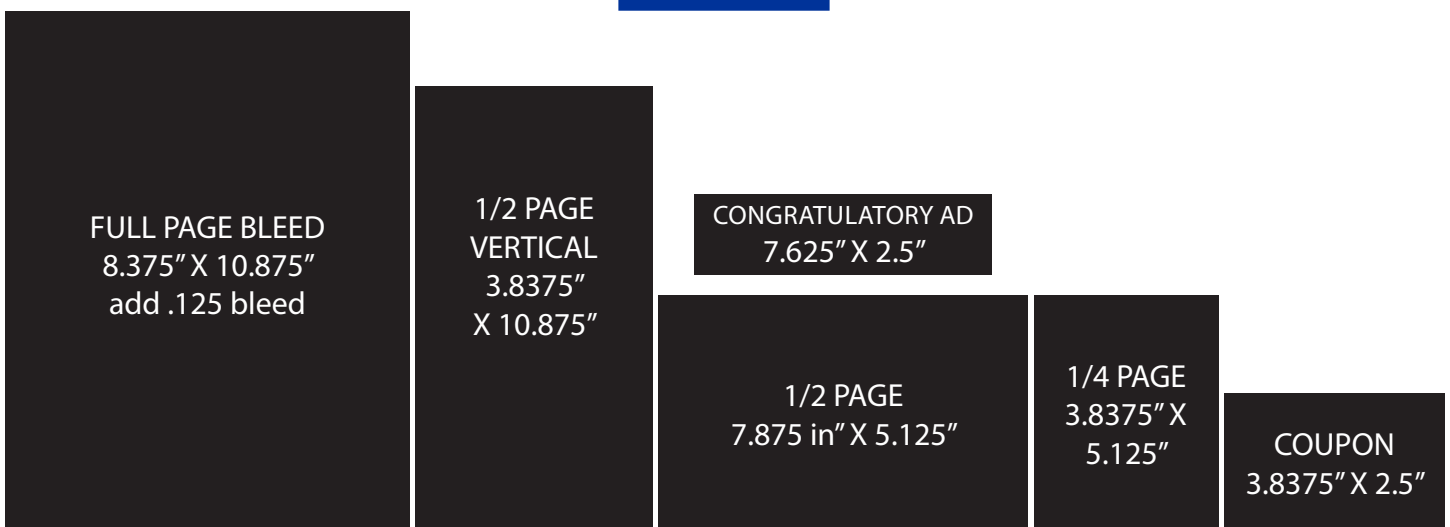 FULL PAGE BLEED
8.375” X 10.875”
add .125 bleed
1/2 PAGE
VERTICAL
3.8375”
X 10.875”
CONGRATULATORY AD
7.625” X 2.5”
1/2 PAGE
7.875 in” X 5.125”
1/4 PAGE
3.8375” X
5.125”
COUPON
3.8375” X 2.5”